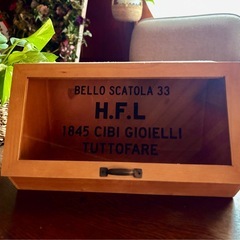 BELLO SCATOLA 33
H.F.L
1845 CIBI GIOIELLI
TUTTOFARE